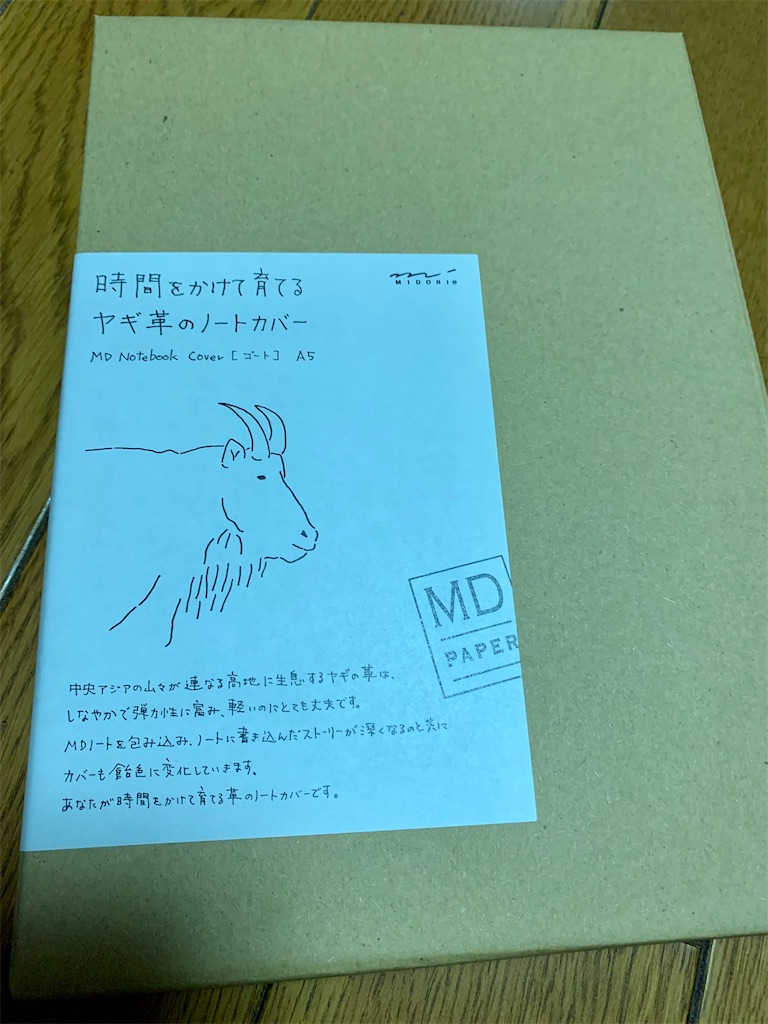 時間をかけて育てる
ヤギ革のノートカバー
MD Notebook Cover [ゴート] A5
MIDORI®
MD
PAPER
中央アジアの山々が連なる高地に生息するヤギの革は、
しなやかで弾力性に富み、軽いのにとても丈夫です。
MDノートを包み込み、ノートに書き込んだストーリーが深くなるのと共に
カバーも飴色に変化していきます。
あなたが時間をかけて育てる革のノートカバーです。